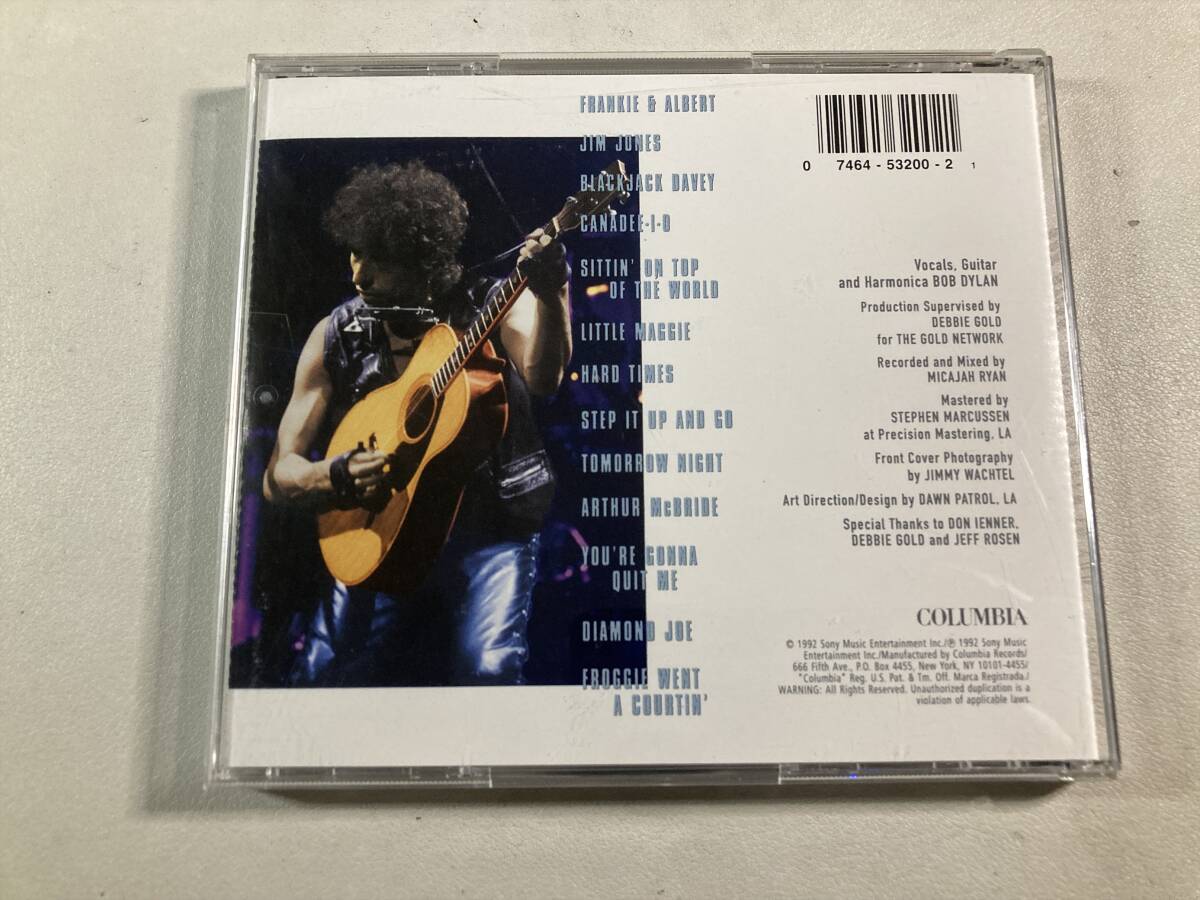 FRANKIE & ALBERT
JIM JONES
BLACKJACK DAVEY
CANADEE-I-O
SITTIN' ON TOP
OF THE WORLD
LITTLE MAGGIE
HARD TIMES
STEP IT UP AND GO
TOMORROW NIGHT
ARTHUR McBRIDE
YOU'RE GONNA
QUIT ME
DIAMOND JOE
FROGGIE WENT
A COURTIN'
0 7464-53200-2 1
Vocals, Guitar
and Harmonica BOB DYLAN
Production Supervised by
DEBBIE GOLD
for THE GOLD NETWORK
Recorded and Mixed by
MICAJAH RYAN
Mastered by
STEPHEN MARCUSSEN
at Precision Mastering, LA
Front Cover Photography
by JIMMY WACHTEL
Art Direction/Design by DAWN PATROL, LA
Special Thanks to DON IENNER,
DEBBIE GOLD and JEFF ROSEN
COLUMBIA
© 1992 Sony Music Entertainment Inc./℗ 1992 Sony Music
Entertainment Inc./Manufactured by Columbia Records/
666 Fifth Ave., P.O. Box 4455, New York, NY 10101-4455/
"Columbia" Reg. U.S. Pat. & Tm. Off. Marca Registrada./
WARNING: All Rights Reserved. Unauthorized duplication is a
violation of applicable laws.